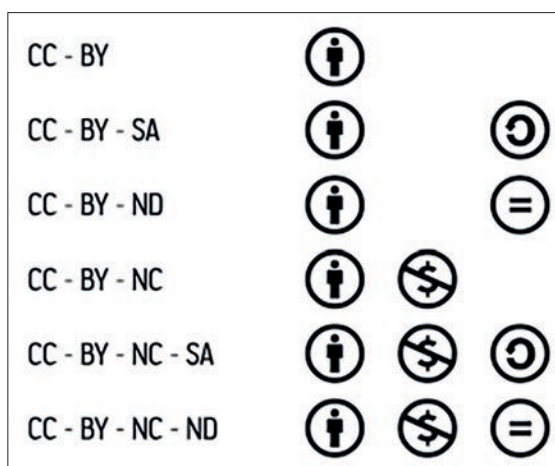 CC - BY
CC - BY - SA
CC - BY - ND
CC - BY - NC
CC - BY - NC - SA
CC - BY - NC - ND